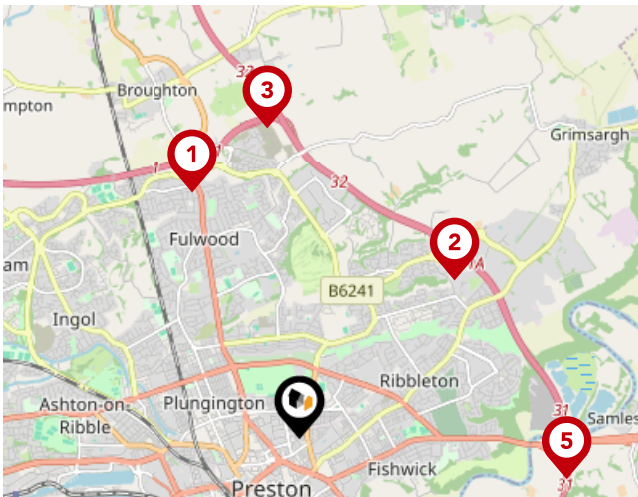 32
3
Broughton
mpton
Grimsargh
1
1
32
Fulwood
2
1A
am
B6241
Ingol
Ribbleton
Ashton-on-
Ribble
Plungington
31
Samles
5
Fishwick
31
Preston